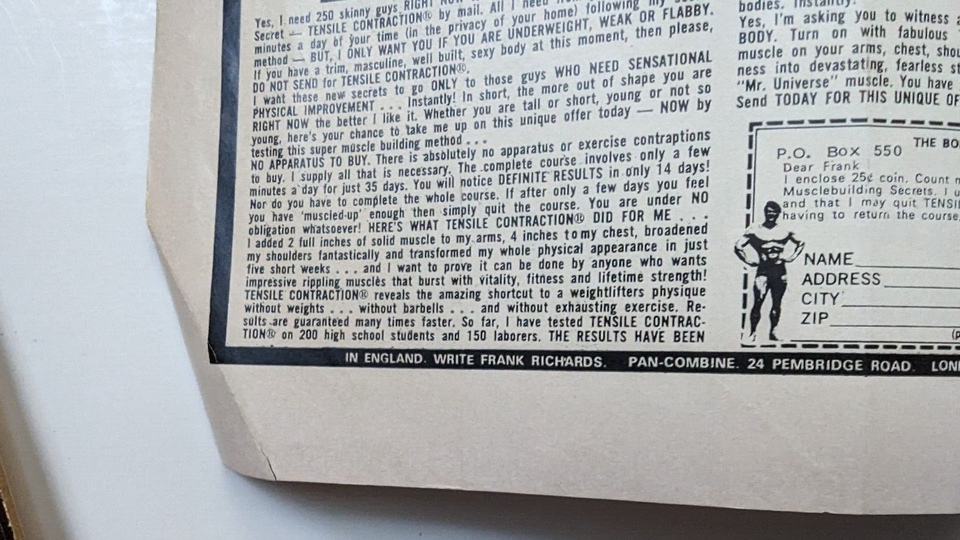 Yes, I need 250 skinny guys RIGHT NOW
Secret — TENSILE CONTRACTION® by mail. All I need
minutes a day of your time (in the privacy of your home) following my
method — BUT, I ONLY WANT YOU IF YOU ARE UNDERWEIGHT, WEAK OR FLABBY.
If you have a trim, masculine, well built, sexy body at this moment, then please,
DO NOT SEND for TENSILE CONTRACTION®.
I want these new secrets to go ONLY to those guys WHO NEED SENSATIONAL
PHYSICAL IMPROVEMENT . . . Instantly! In short, the more out of shape you are
RIGHT NOW the better I like it. Whether you are tall or short, young or not so
young, here's your chance to take me up on this unique offer today — NOW by
testing this super muscle building method . . .
NO APPARATUS TO BUY. There is absolutely no apparatus or exercise contraptions
to buy. I supply all that is necessary. The complete course involves only a few
minutes a day for just 35 days. You will notice DEFINITE RESULTS in only 14 days!
Nor do you have to complete the whole course. If after only a few days you feel
you have 'muscled-up' enough then simply quit the course. You are under NO
obligation whatsoever! HERE'S WHAT TENSILE CONTRACTION® DID FOR ME . . .
I added 2 full inches of solid muscle to my arms, 4 inches to my chest, broadened
my shoulders fantastically and transformed my whole physical appearance in just
five short weeks . . . and I want to prove it can be done by anyone who wants
impressive rippling muscles that burst with vitality, fitness and lifetime strength!
TENSILE CONTRACTION® reveals the amazing shortcut to a weightlifters physique
without weights . . . without barbells . . . and without exhausting exercise. Re-
sults are guaranteed many times faster. So far, I have tested TENSILE CONTRAC-
TION® on 200 high school students and 150 laborers. THE RESULTS HAVE BEEN
bodies. Instantly!
Yes, I'm asking you to witness
BODY. Turn on with fabulous
muscle on your arms, chest,
ness into devastating, fearless
"Mr. Universe" muscle. You have
Send TODAY FOR THIS UNIQUE
THE
P.O. Box 550
Dear Frank
I enclose 25¢ coin. Count
Musclebuilding Secrets. I
and that I may quit
having to return the course
NAME
ADDRESS
CITY
ZIP
IN ENGLAND. WRITE FRANK RICHARDS. PAN-COMBINE. 24 PEMBRIDGE ROAD.